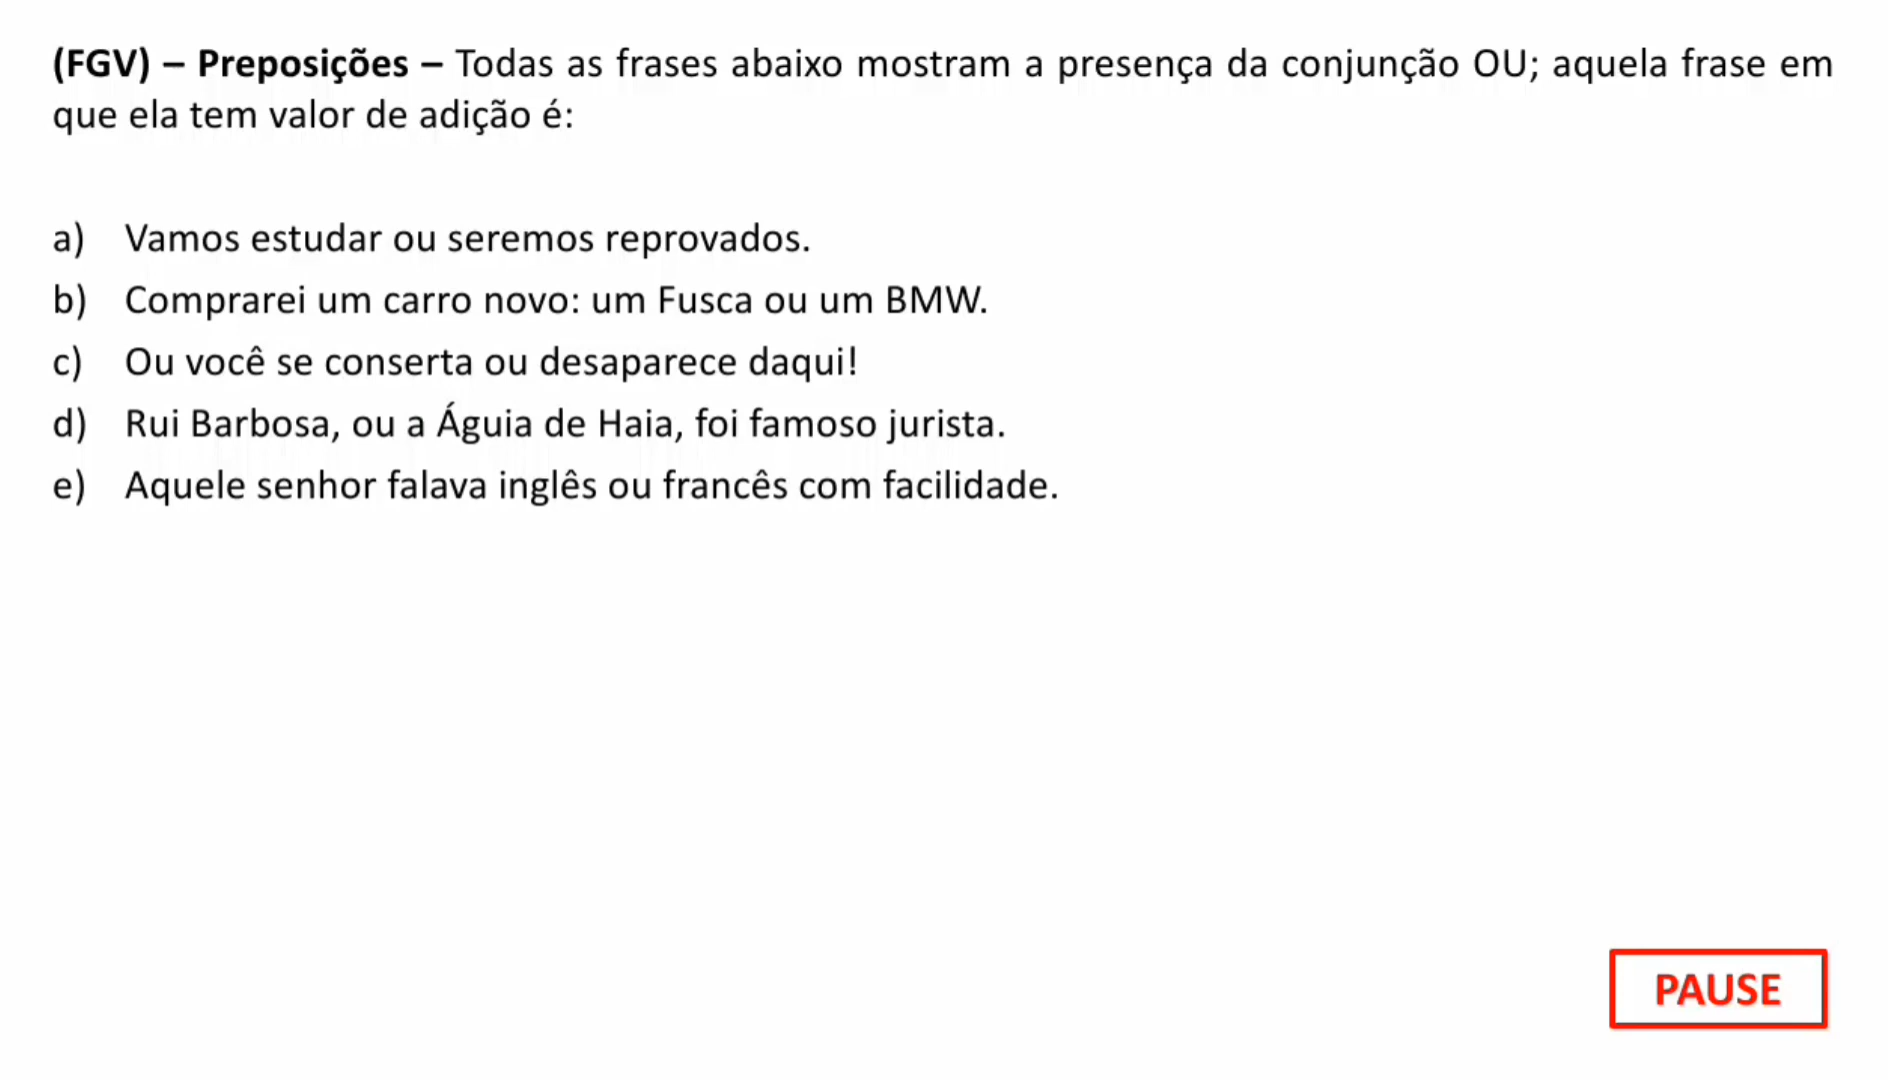 (FGV) – Preposições – Todas as frases abaixo mostram a presença da conjunção OU; aquela frase em
que ela tem valor de adição é:
a) Vamos estudar ou seremos reprovados.
b) Comprarei um carro novo: um Fusca ou um BMW.
c) Ou você se conserta ou desaparece daqui!
d) Rui Barbosa, ou a Águia de Haia, foi famoso jurista.
e) Aquele senhor falava inglês ou francês com facilidade.
PAUSE